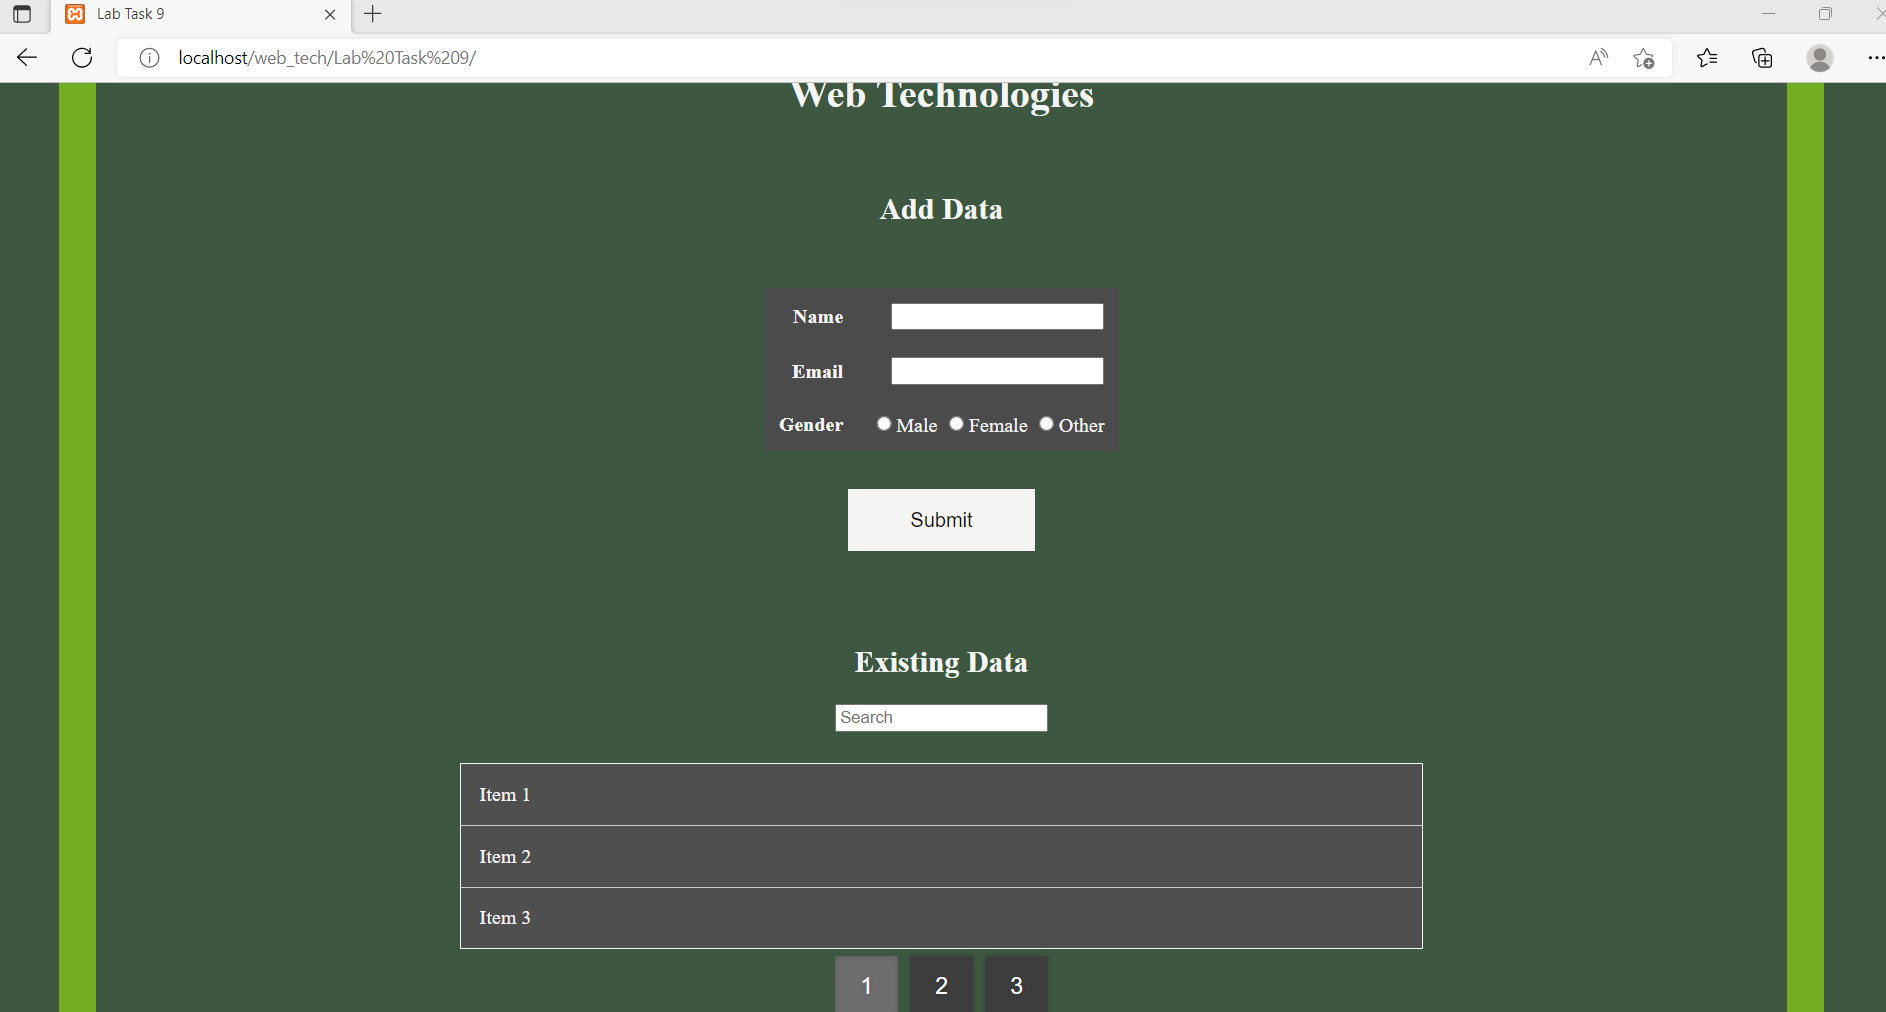 Lab Task 9
localhost/web_tech/Lab%20Task%209/
Web Technologies
Add Data
Name
Email
Gender Male Female Other
Submit
Existing Data
Search
Item 1
Item 2
Item 3
1 2 3